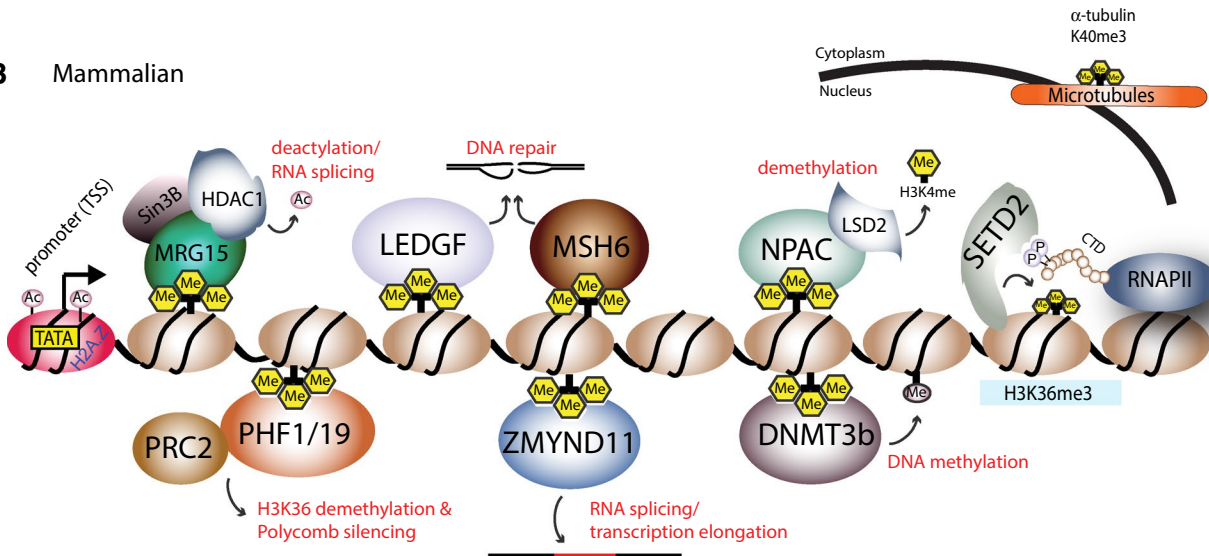 B Mammalian
α-tubulin
K40me3
Cytoplasm
Nucleus
Me
Me
Me
Microtubules
promoter (TSS)
Ac
Ac
TATA
H2A.Z
Sin3B
HDAC1
MRG15
deactylation/
RNA splicing
Ac
Me
Me
Me
LEDGF
Me
Me
Me
DNA repair
MSH6
Me
Me
Me
demethylation
NPAC
LSD2
Me
H3K4me
Me
Me
Me
SETD2
P
P
CTD
RNAPII
Me
Me
Me
H3K36me3
Me
Me
Me
PRC2
PHF1/19
H3K36 demethylation &
Polycomb silencing
Me
Me
Me
ZMYND11
RNA splicing/
transcription elongation
Me
Me
Me
DNMT3b
Me
DNA methylation